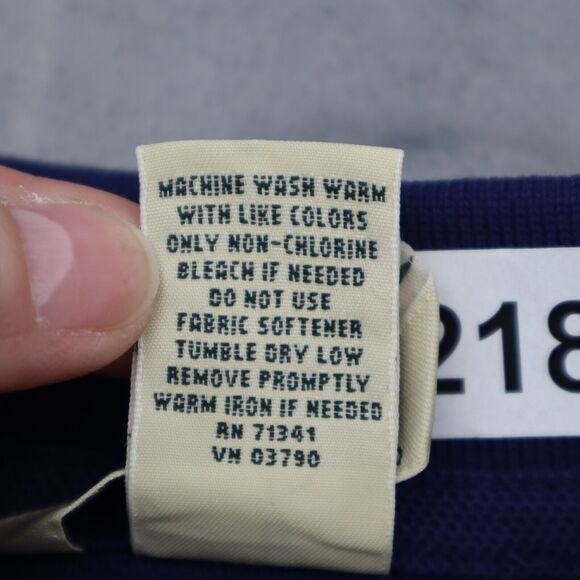 MACHINE WASH WARM
WITH LIKE COLORS
ONLY NON-CHLORINE
BLEACH IF NEEDED
DO NOT USE
FABRIC SOFTENER
TUMBLE DRY LOW
REMOVE PROMPTLY
WARM IRON IF NEEDED
RN 71341
VN 03790
218